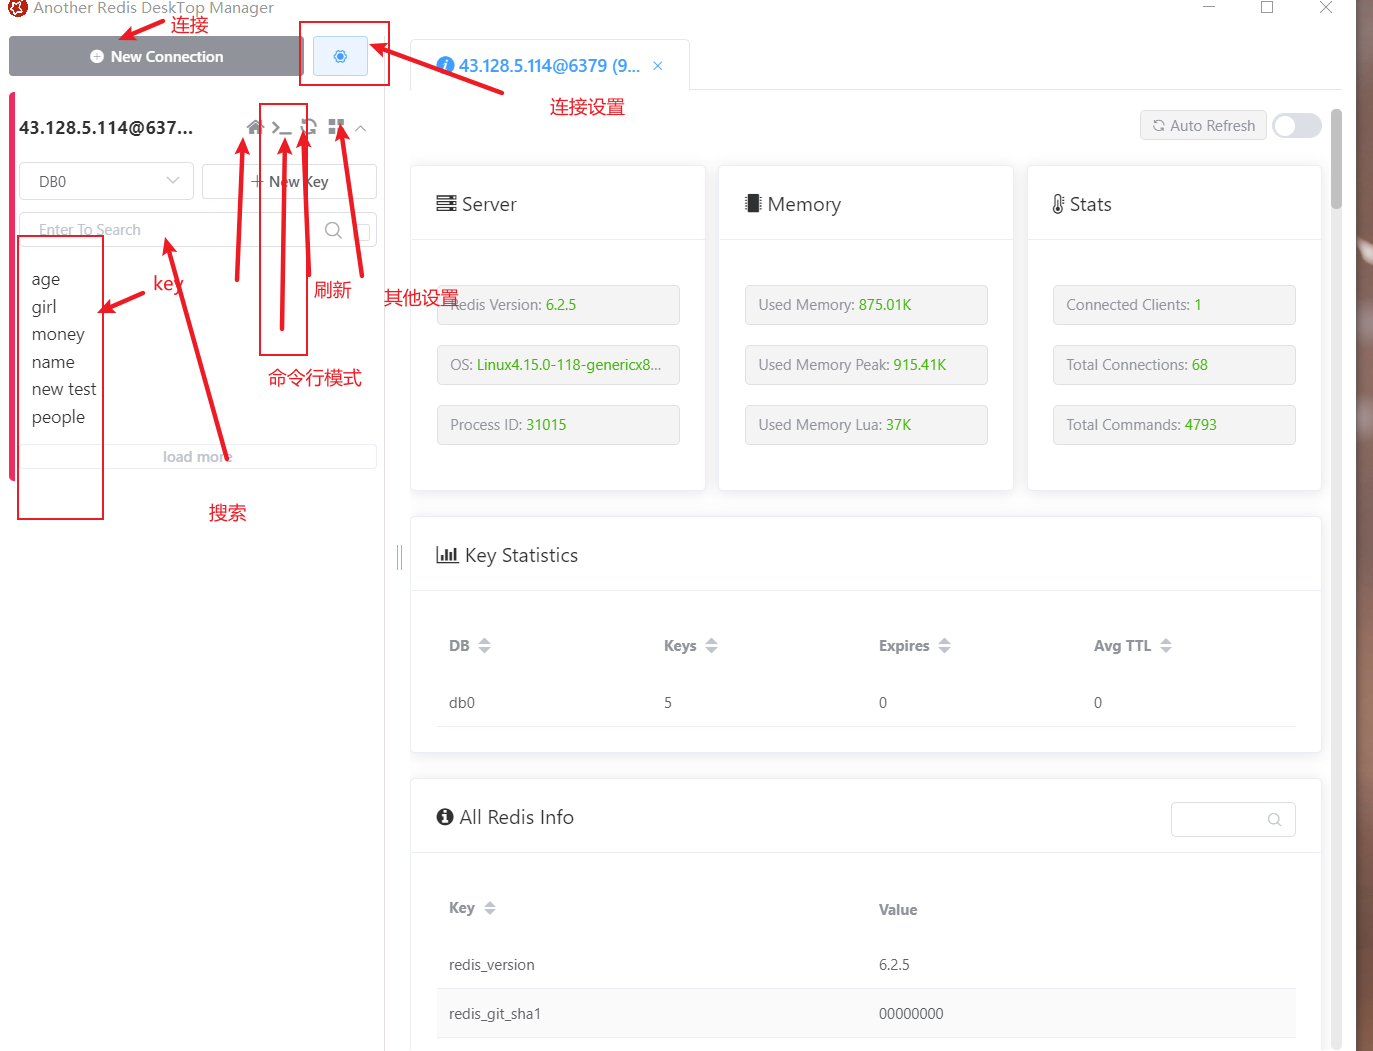 Another Redis DeskTop Manager
连接
New Connection
连接设置
43.128.5.114@6379 (9...
43.128.5.114@637...
Auto Refresh
DB0
New Key
Enter To Search
age
girl
money
name
new test
people
key
刷新
其他设置
命令行模式
load more
搜索
Server
Redis Version: 6.2.5
OS: Linux4.15.0-118-genericx8...
Process ID: 31015
Memory
Used Memory: 875.01K
Used Memory Peak: 915.41K
Used Memory Lua: 37K
Stats
Connected Clients: 1
Total Connections: 68
Total Commands: 4793
Key Statistics
DB Keys Expires Avg TTL
db0 5 0 0
All Redis Info
Key Value
redis_version 6.2.5
redis_git_sha1 00000000